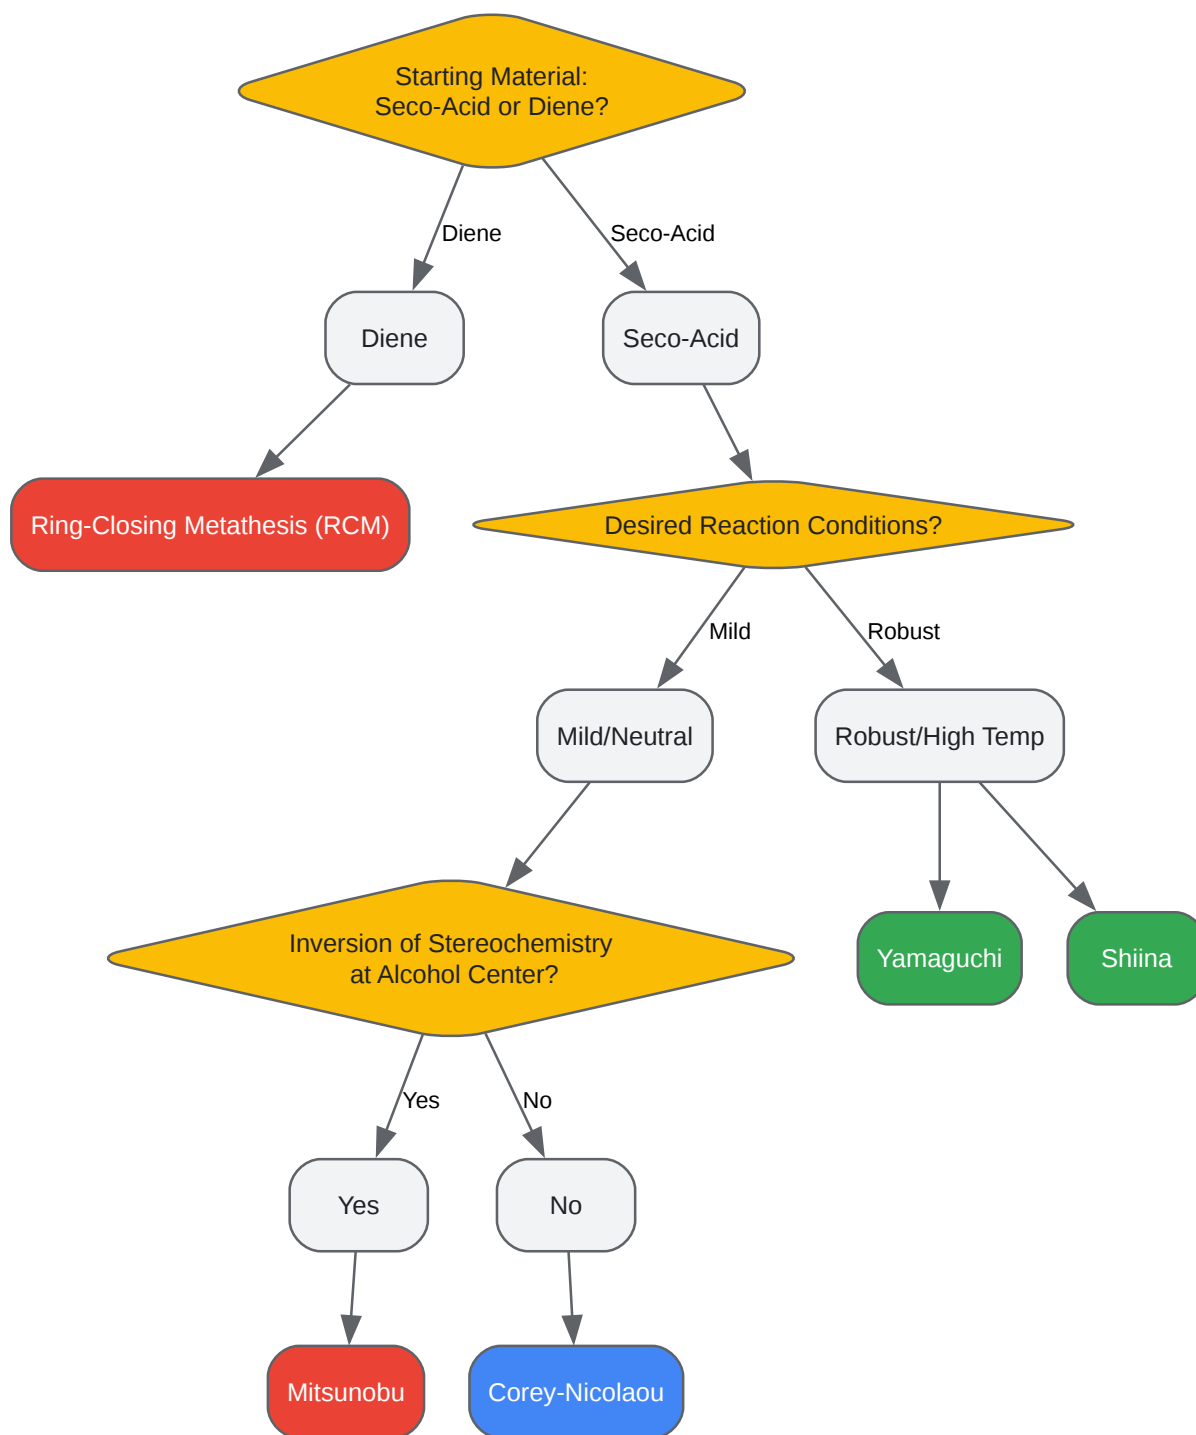 Starting Material:
Seco-Acid or Diene?
Diene
Seco-Acid
Diene
Seco-Acid
Ring-Closing Metathesis (RCM)
Desired Reaction Conditions?
Mild
Robust
Mild/Neutral
Robust/High Temp
Inversion of Stereochemistry
at Alcohol Center?
Yamaguchi
Shiina
Yes
No
Yes
No
Mitsunobu
Corey-Nicolaou